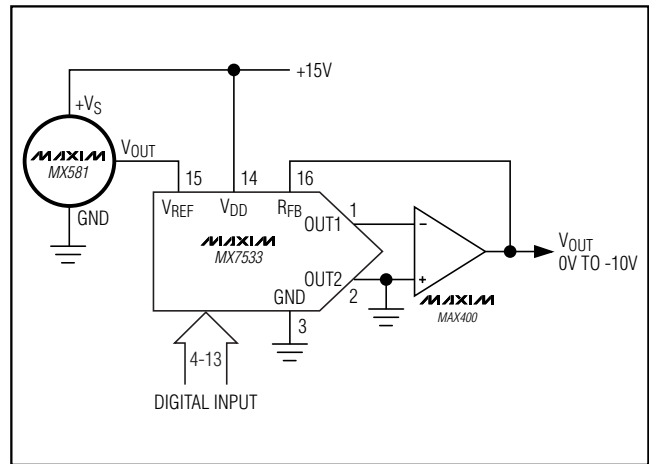 +15V
+VS
MAXIM
MX581
VOUT
GND
15
14
16
VREF
VDD
RFB
OUT1
1
MAXIM
MX7533
OUT2
2
GND
3
4-13
DIGITAL INPUT
−
+
MAXIM
MAX400
VOUT
0V TO -10V